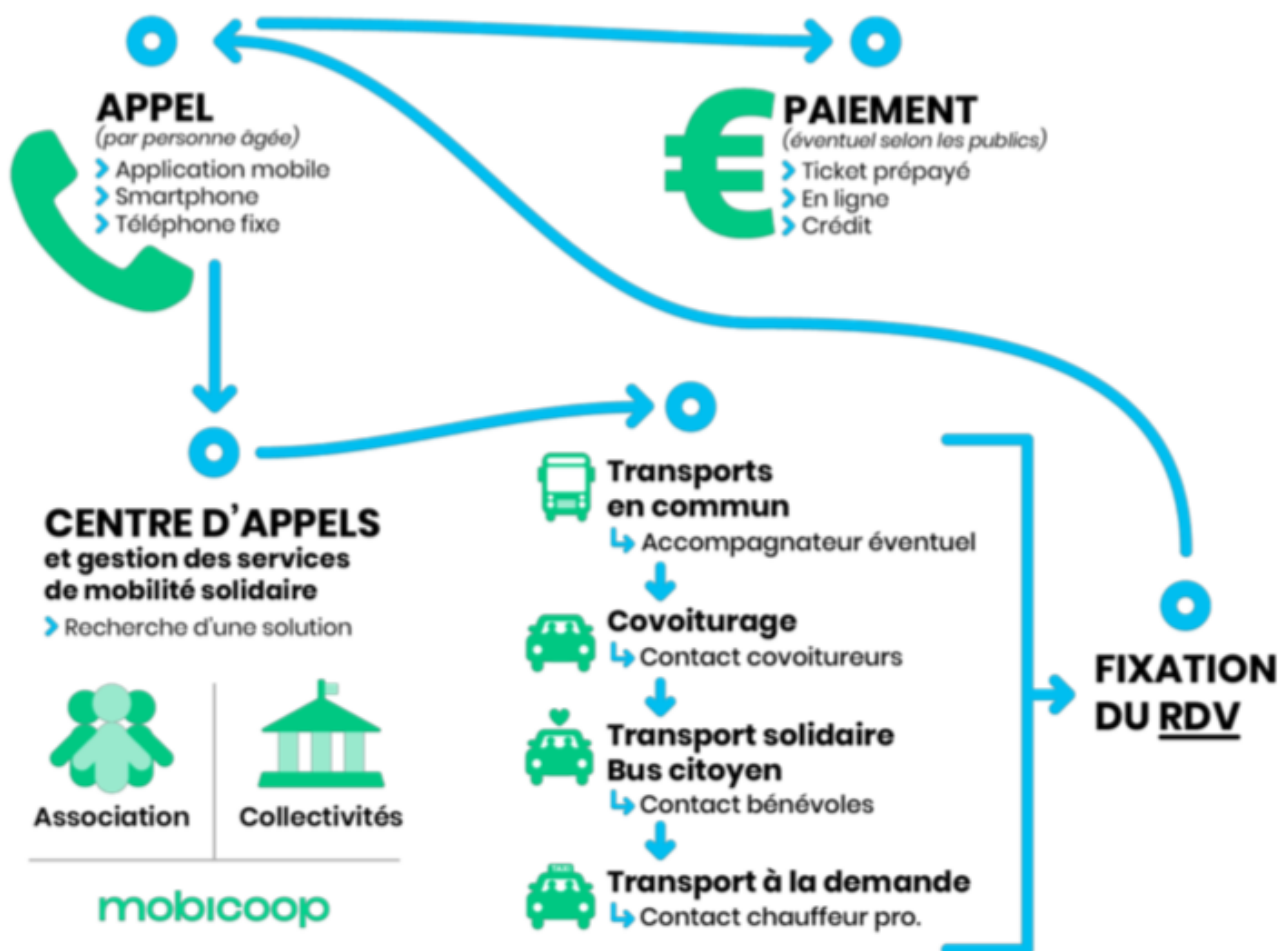 APPEL
(par personne âgée)
Application mobile
Smartphone
Téléphone fixe
PAIEMENT
(éventuel selon les publics)
Ticket prépayé
En ligne
Crédit
CENTRE D'APPELS
et gestion des services
de mobilité solidaire
Recherche d'une solution
Association
Collectivités
mobicoop
Transports
en commun
Accompagnateur éventuel
Covoiturage
Contact covoitureurs
Transport solidaire
Bus citoyen
Contact bénévoles
TAXI
Transport à la demande
Contact chauffeur pro.
FIXATION
DU RDV